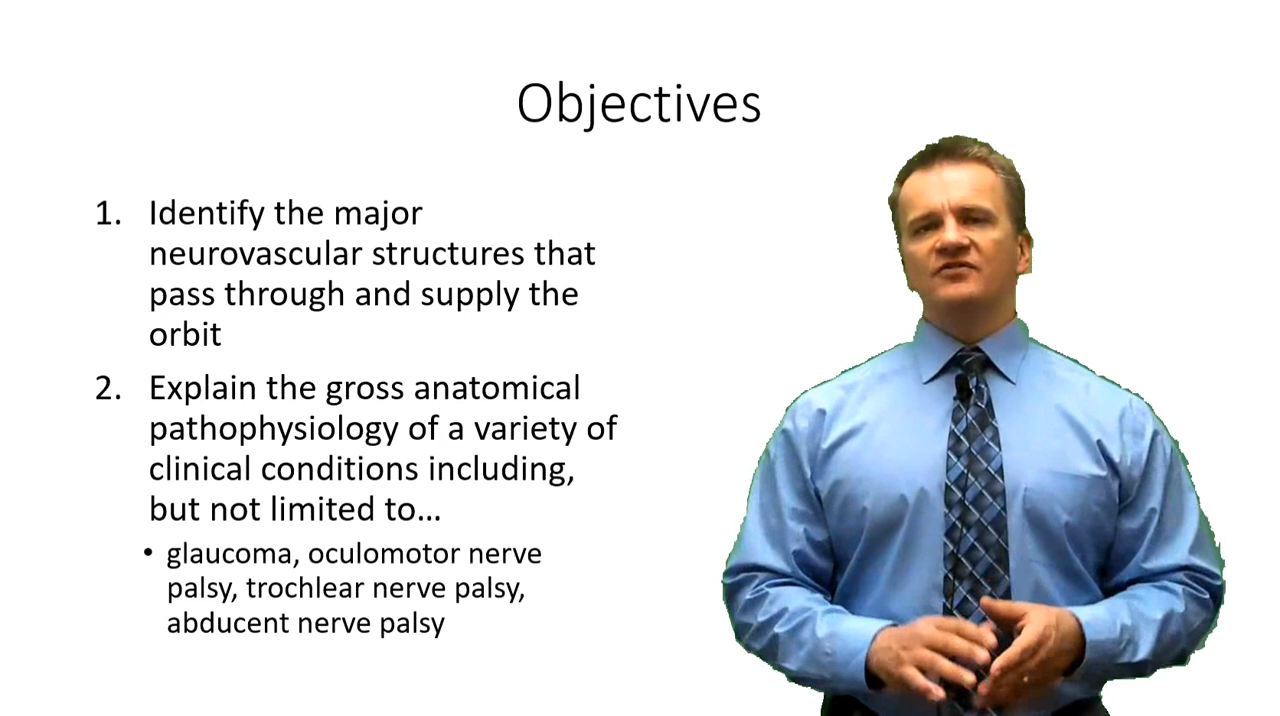 Objectives
1. Identify the major
neurovascular structures that
pass through and supply the
orbit
2. Explain the gross anatomical
pathophysiology of a variety of
clinical conditions including,
but not limited to…
• glaucoma, oculomotor nerve
palsy, trochlear nerve palsy,
abducent nerve palsy